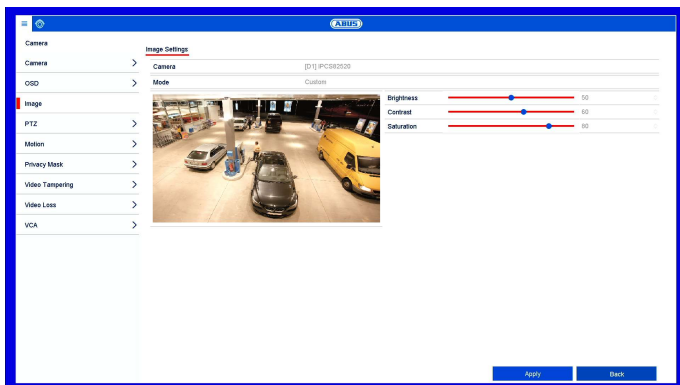 ABUS
Camera
Camera
OSD
Image
PTZ
Motion
Privacy Mask
Video Tampering
Video Loss
VCA
Image Settings
Camera [D1] IPCS82520
Mode Custom
Brightness 50
Contrast 60
Saturation 80
Apply Back